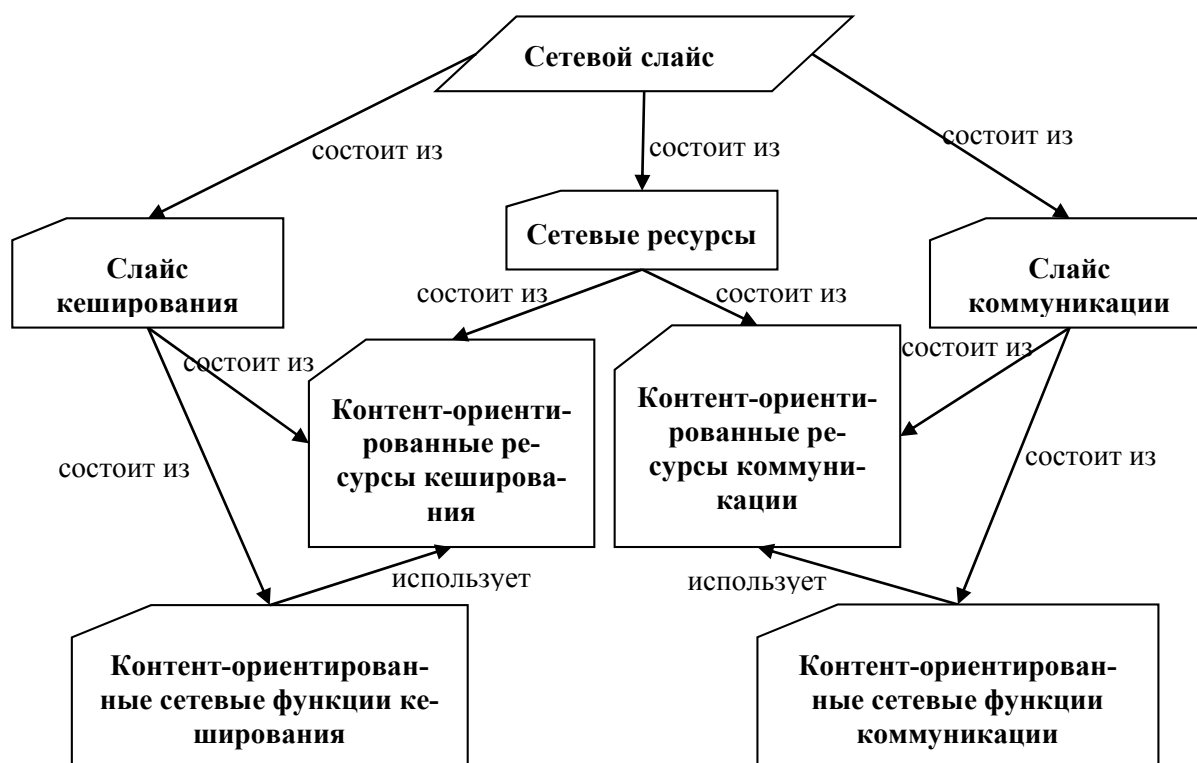 Сетевой слайс
состоит из
состоит из
состоит из
Сетевые ресурсы
Слайс
кеширования
Слайс
коммуникации
состоит из
состоит из
состоит из
состоит из
Контент-ориенти-
рованные ре-
сурсы кеширова-
ния
Контент-ориенти-
рованные ре-
сурсы коммуни-
кации
состоит из
состоит из
использует
использует
Контент-ориентирован-
ные сетевые функции ке-
ширования
Контент-ориентирован-
ные сетевые функции
коммуникации